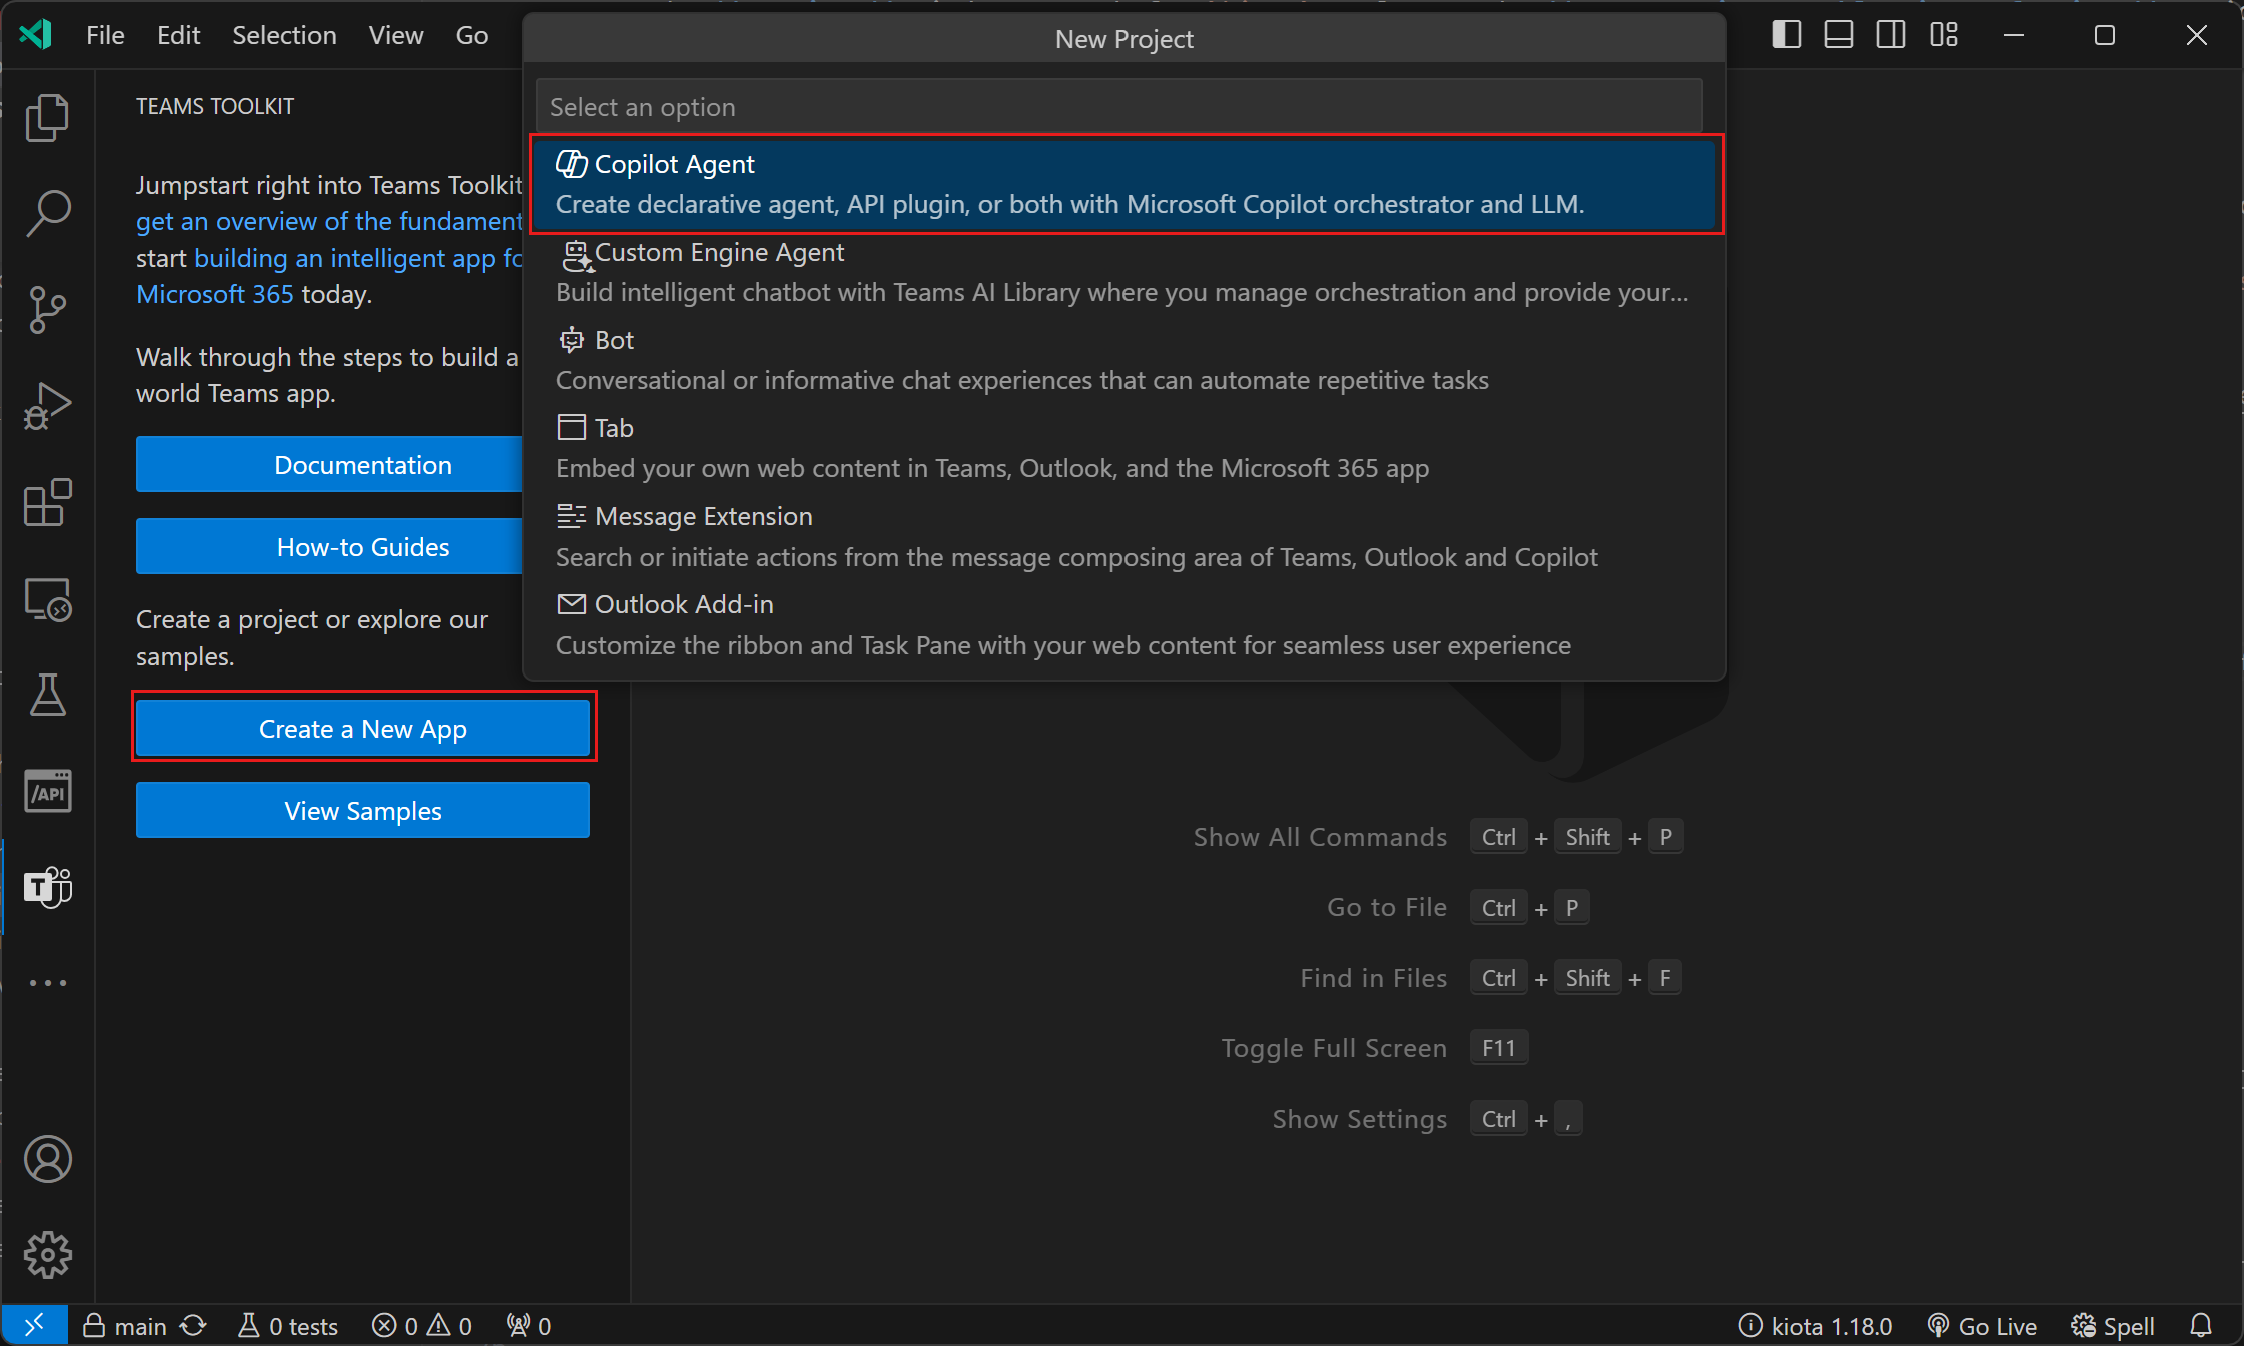 File Edit Selection View Go
New Project
TEAMS TOOLKIT
Jumpstart right into Teams Toolkit
get an overview of the fundament
start building an intelligent app fo
Microsoft 365 today.
Walk through the steps to build a
world Teams app.
Documentation
How-to Guides
Create a project or explore our
samples.
Create a New App
View Samples
Select an option
Copilot Agent
Create declarative agent, API plugin, or both with Microsoft Copilot orchestrator and LLM.
Custom Engine Agent
Build intelligent chatbot with Teams AI Library where you manage orchestration and provide your...
Bot
Conversational or informative chat experiences that can automate repetitive tasks
Tab
Embed your own web content in Teams, Outlook, and the Microsoft 365 app
Message Extension
Search or initiate actions from the message composing area of Teams, Outlook and Copilot
Outlook Add-in
Customize the ribbon and Task Pane with your web content for seamless user experience
/API
T
Show All Commands Ctrl + Shift + P
Go to File Ctrl + P
Find in Files Ctrl + Shift + F
Toggle Full Screen F11
Show Settings Ctrl + ,
main 0 tests 0 0 0 kiota 1.18.0 Go Live Spell